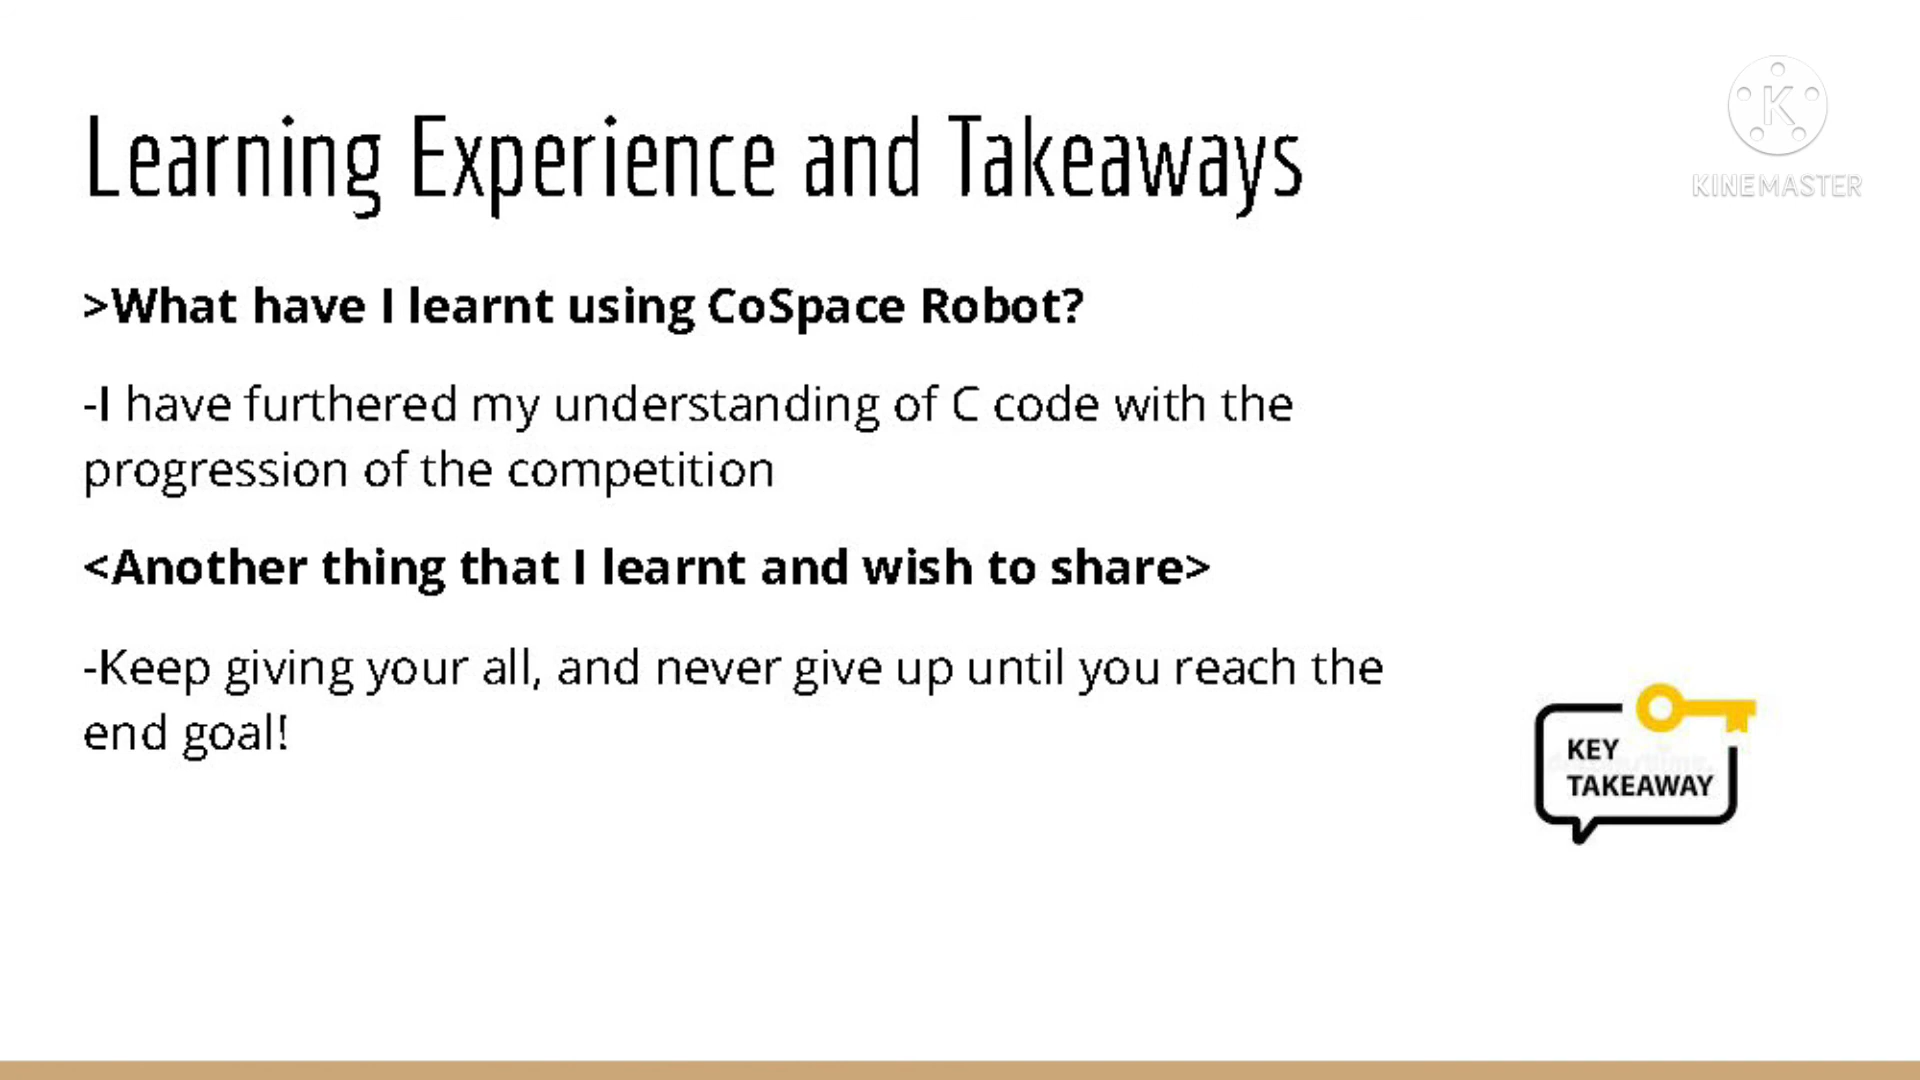 Learning Experience and Takeaways
K
KINEMASTER
>What have I learnt using CoSpace Robot?
-I have furthered my understanding of C code with the
progression of the competition
<Another thing that I learnt and wish to share>
-Keep giving your all, and never give up until you reach the
end goal!
KEY
TAKEAWAY